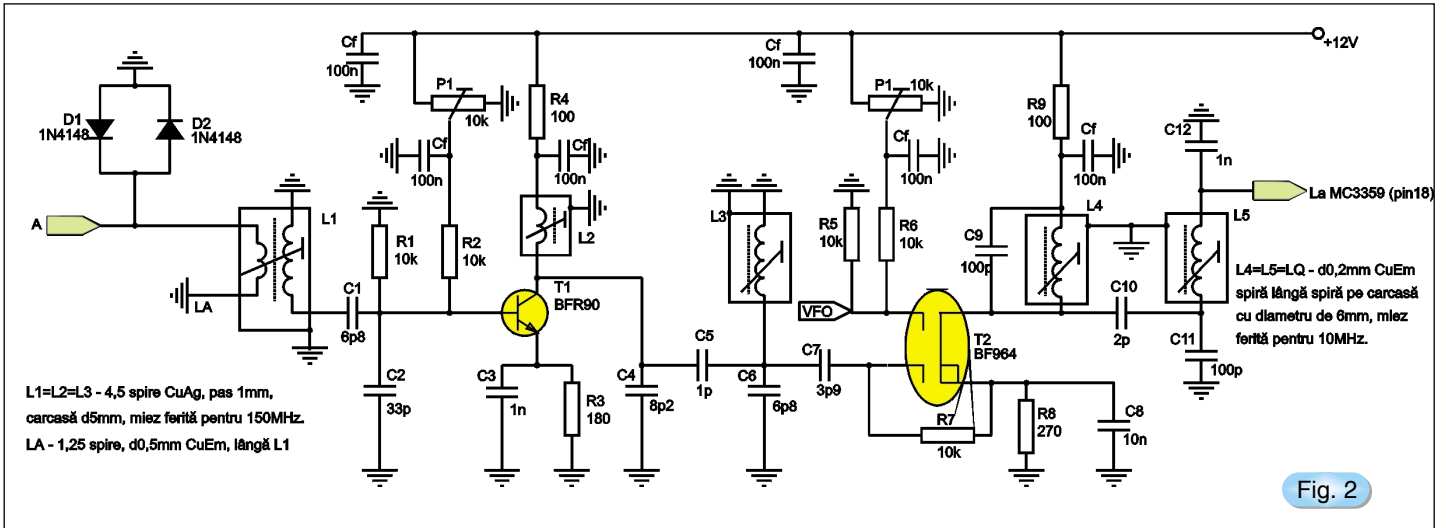 Cf
100n
P1
10k
R4
100
Cf
100n
P1
10k
R9
100
+12V
D1
1N4148
D2
1N4148
Cf
100n
Cf
100n
Cf
100n
Cf
100n
C12
1n
La MC3359 (pin18)
A
L1
LA
R1
10k
R2
10k
L2
L3
R5
10k
R6
10k
C9
100p
L4
L5
C1
6p8
T1
BFR90
VFO
C10
2p
T2
BF964
C11
100p
C2
33p
C3
1n
R3
180
C4
8p2
C5
1p
C6
6p8
C7
3p9
R7
10k
R8
270
C8
10n
L4=L5=LQ - d0,2mm CuEm
spiră lângă spiră pe carcasă
cu diametru de 6mm, miez
ferită pentru 10MHz.
L1=L2=L3 - 4,5 spire CuAg, pas 1mm,
carcasă d5mm, miez ferită pentru 150MHz.
LA - 1,25 spire, d0,5mm CuEm, lângă L1
Fig. 2